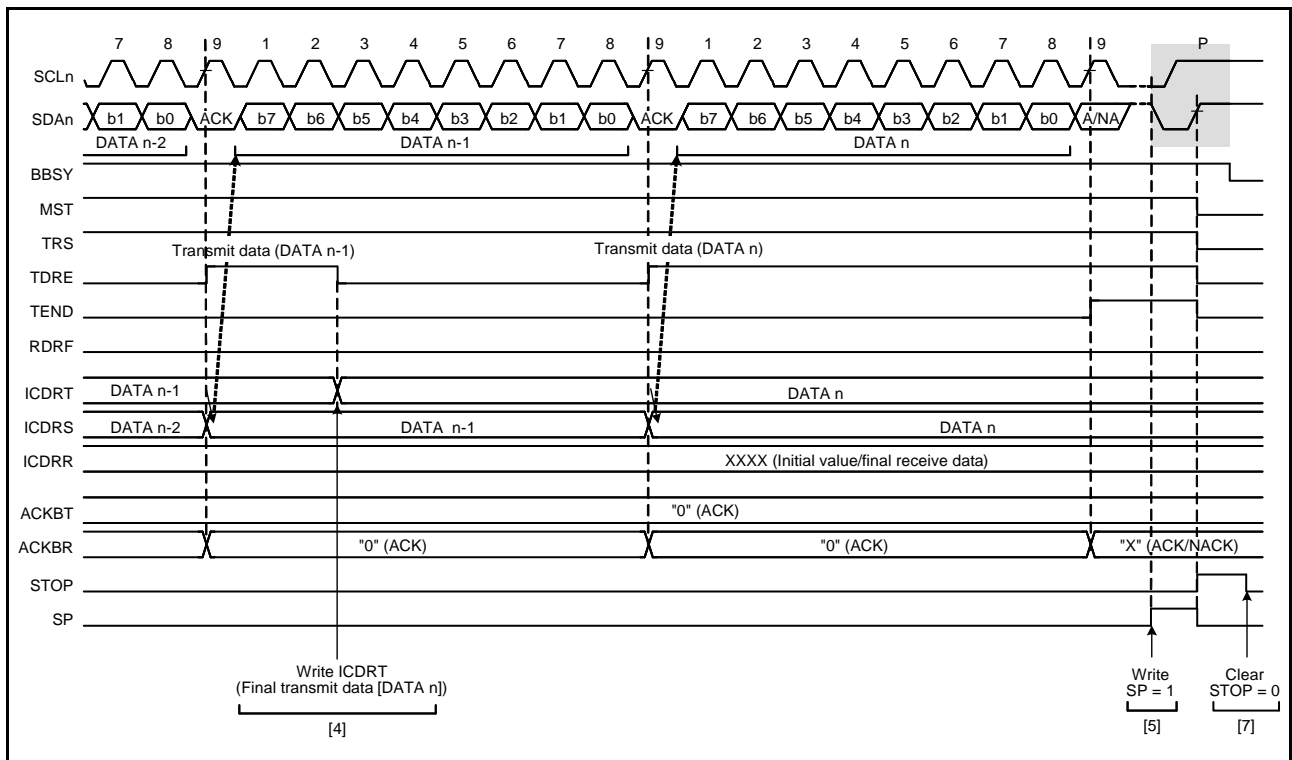 7 8 9 1 2 3 4 5 6 7 8 9 1 2 3 4 5 6 7 8 9 P
SCLn
SDAn b1 b0 ACK b7 b6 b5 b4 b3 b2 b1 b0 ACK b7 b6 b5 b4 b3 b2 b1 b0 A/NA
DATA n-2 DATA n-1 DATA n
BBSY
MST
TRS
Transmit data (DATA n-1) Transmit data (DATA n)
TDRE
TEND
RDRF
ICDRT DATA n-1 DATA n
ICDRS DATA n-2 DATA n-1 DATA n
ICDRR XXXX (Initial value/final receive data)
ACKBT "0" (ACK)
ACKBR "0" (ACK) "0" (ACK) "X" (ACK/NACK)
STOP
SP
Write ICDRT
(Final transmit data [DATA n])
[4]
Write
SP = 1
[5]
Clear
STOP = 0
[7]